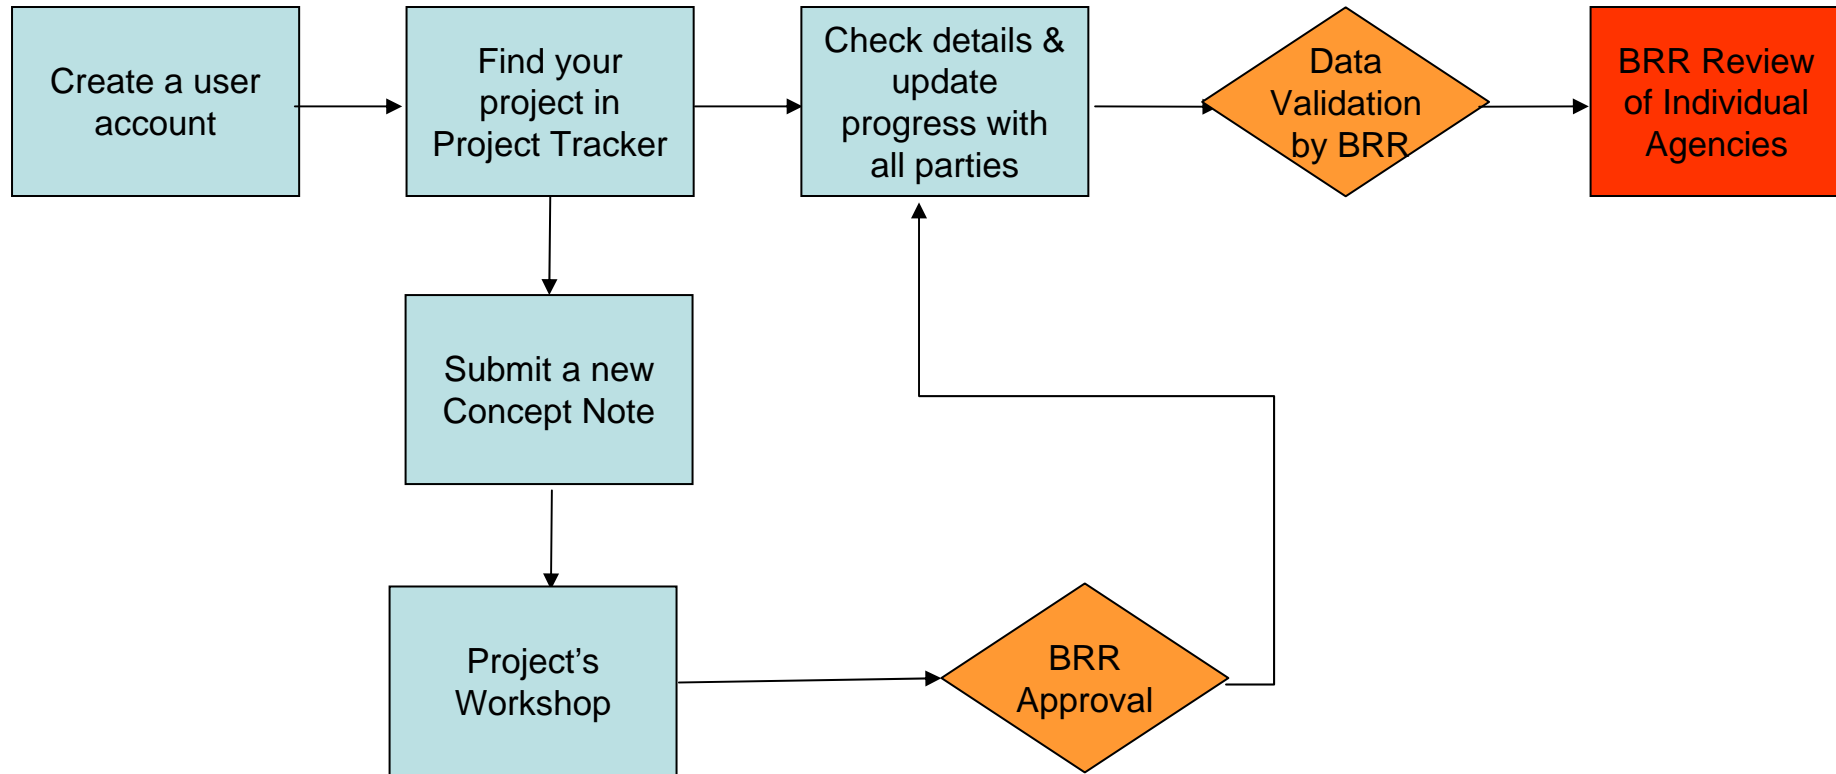 Create a user
account
Find your
project in
Project Tracker
Check details &
update
progress with
all parties
Data
Validation
by BRR
BRR Review
of Individual
Agencies
Submit a new
Concept Note
Project’s
Workshop
BRR
Approval